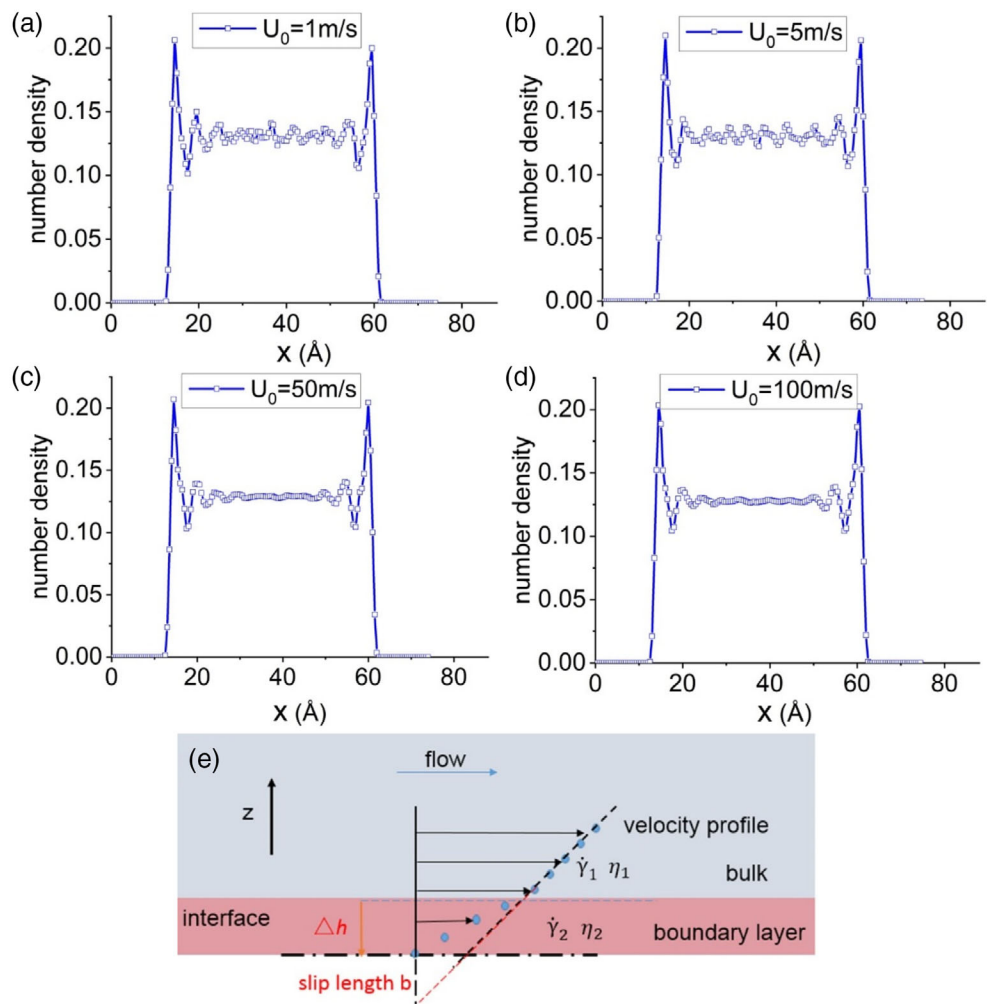 (a)
U₀=1m/s
number density
0.20
0.15
0.10
0.05
0.00
0 20 40 60 80
X (Å)
(b)
U₀=5m/s
number density
0.20
0.15
0.10
0.05
0.00
0 20 40 60 80
X (Å)
(c)
U₀=50m/s
number density
0.20
0.15
0.10
0.05
0.00
0 20 40 60 80
X (Å)
(d)
U₀=100m/s
number density
0.20
0.15
0.10
0.05
0.00
0 20 40 60 80
X (Å)
(e)
flow
z
velocity profile
γ̇₁ η₁
bulk
interface
△h
γ̇₂ η₂
boundary layer
slip length b